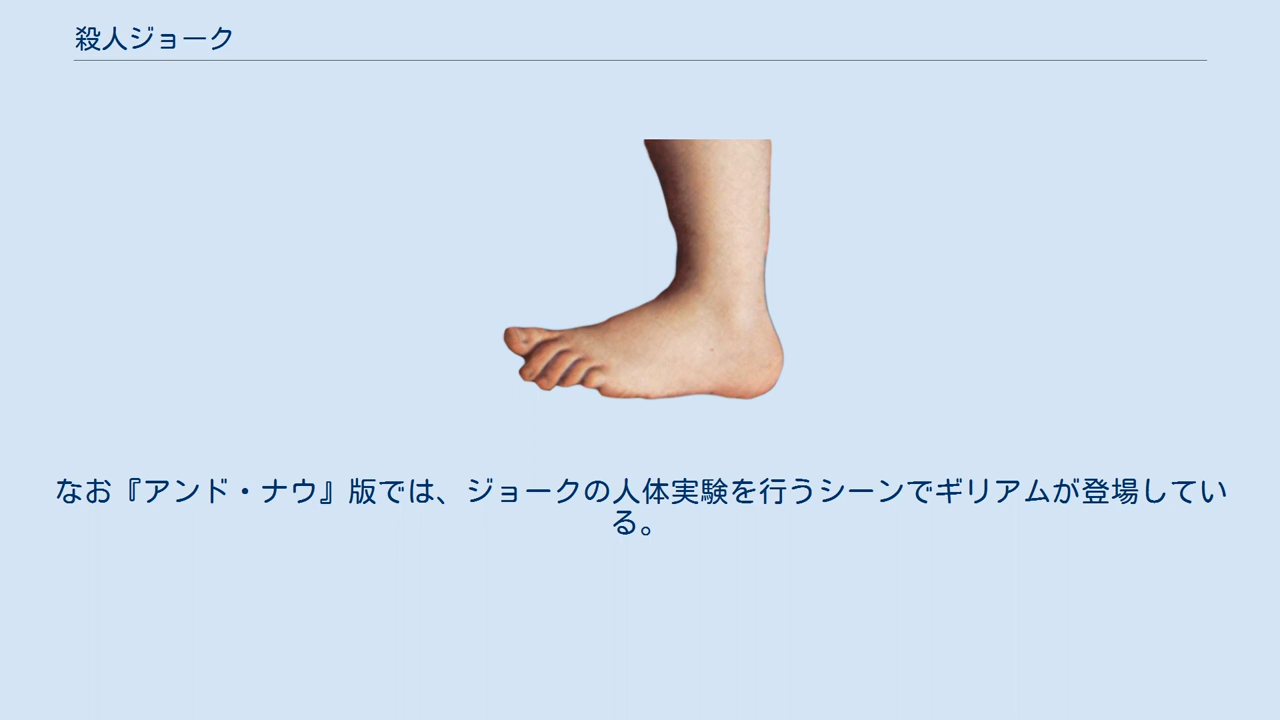 殺人ジョーク
なお『アンド・ナウ』版では、ジョークの人体実験を行うシーンでギリアムが登場してい
る。